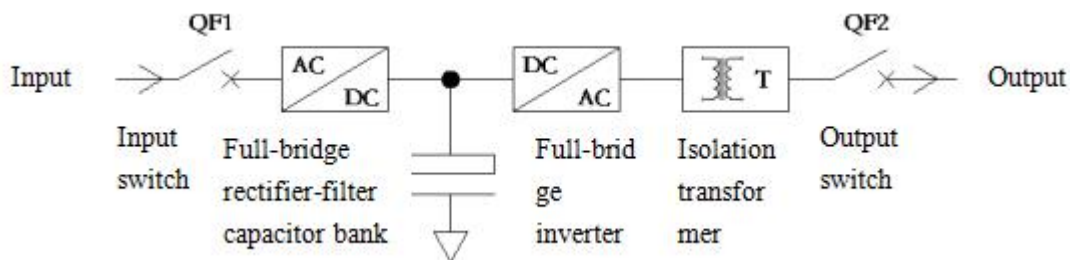 QF1
QF2
Input
AC
DC
DC
AC
T
Output
Input
switch
Full-bridge
rectifier-filter
capacitor bank
Full-brid
ge
inverter
Isolation
transfor
mer
Output
switch